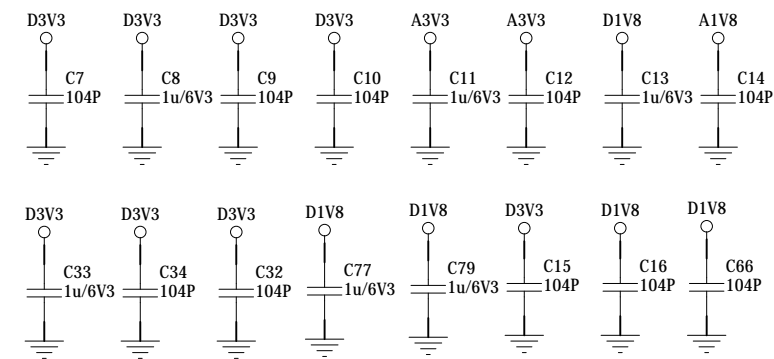 D3V3 D3V3 D3V3 D3V3 A3V3 A3V3 D1V8 A1V8
C7 C8 C9 C10 C11 C12 C13 C14
104P 1u/6V3 104P 104P 1u/6V3 104P 1u/6V3 104P
D3V3 D3V3 D3V3 D1V8 D1V8 D3V3 D1V8 D1V8
C33 C34 C32 C77 C79 C15 C16 C66
1u/6V3 104P 104P 1u/6V3 1u/6V3 104P 104P 104P